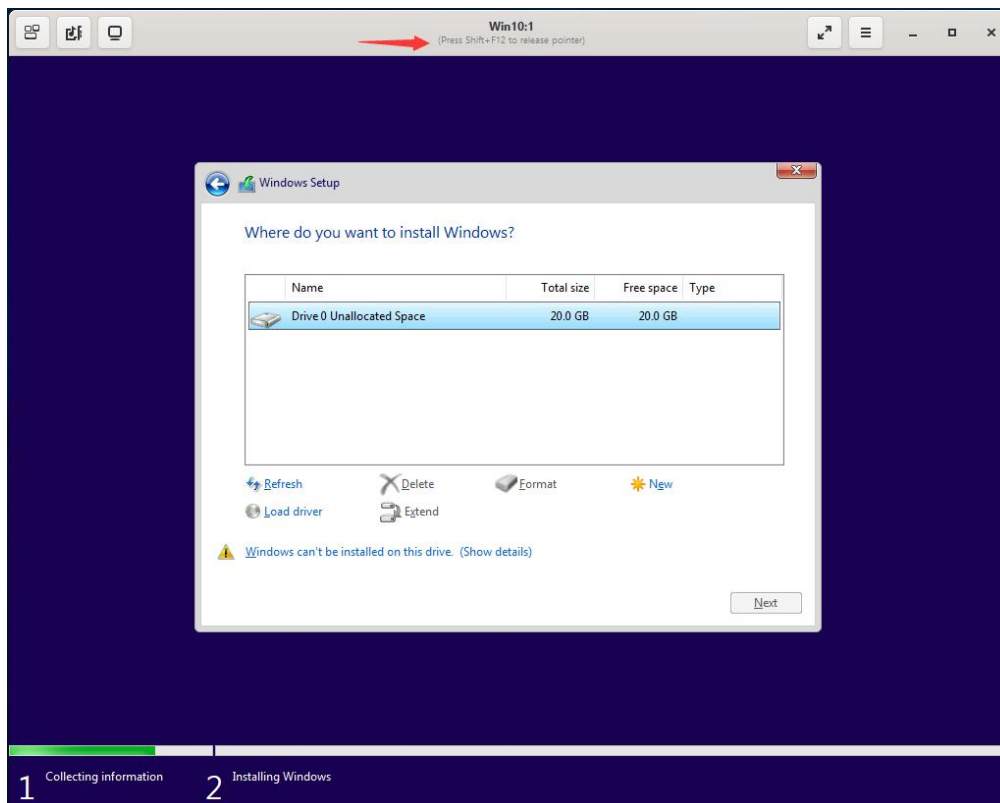 Win10:1
(Press Shift+F12 to release pointer)
Windows Setup
Where do you want to install Windows?
Name Total size Free space Type
Drive 0 Unallocated Space 20.0 GB 20.0 GB
Refresh Delete Format New
Load driver Extend
Windows can't be installed on this drive. (Show details)
Next
1 Collecting information 2 Installing Windows